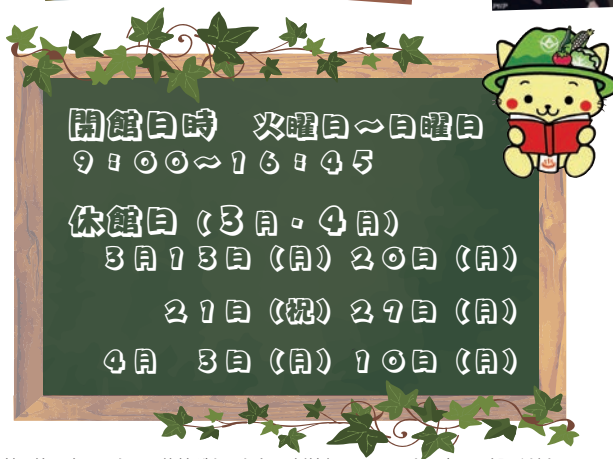 開館日時　火曜日～日曜日
９：００～１６：４５
休館日（３月・４月）
３月１３日（月）２０日（月）
２１日（祝）２７日（月）
４月　３日（月）１０日（月）